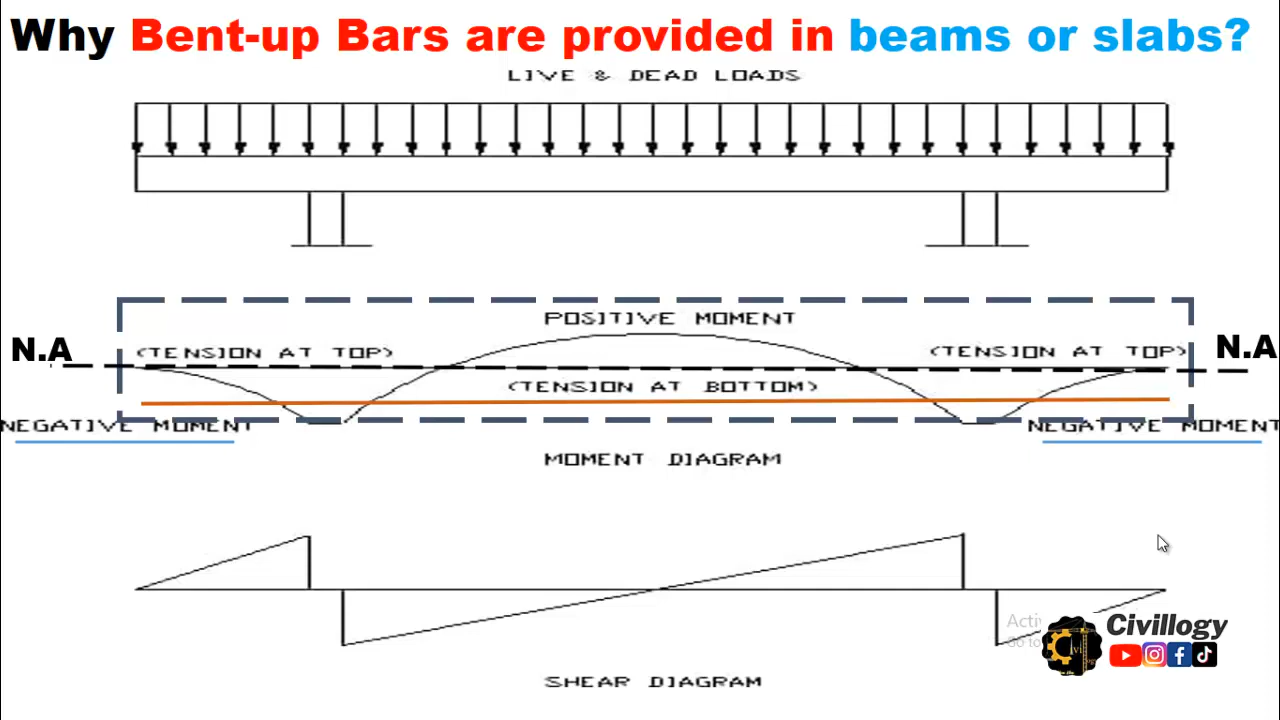 Why Bent-up Bars are provided in beams or slabs?
LIVE & DEAD LOADS
POSITIVE MOMENT
N.A
(TENSION AT TOP)
(TENSION AT TOP)
N.A
(TENSION AT BOTTOM)
NEGATIVE MOMENT
NEGATIVE MOMENT
MOMENT DIAGRAM
Civillogy
SHEAR DIAGRAM